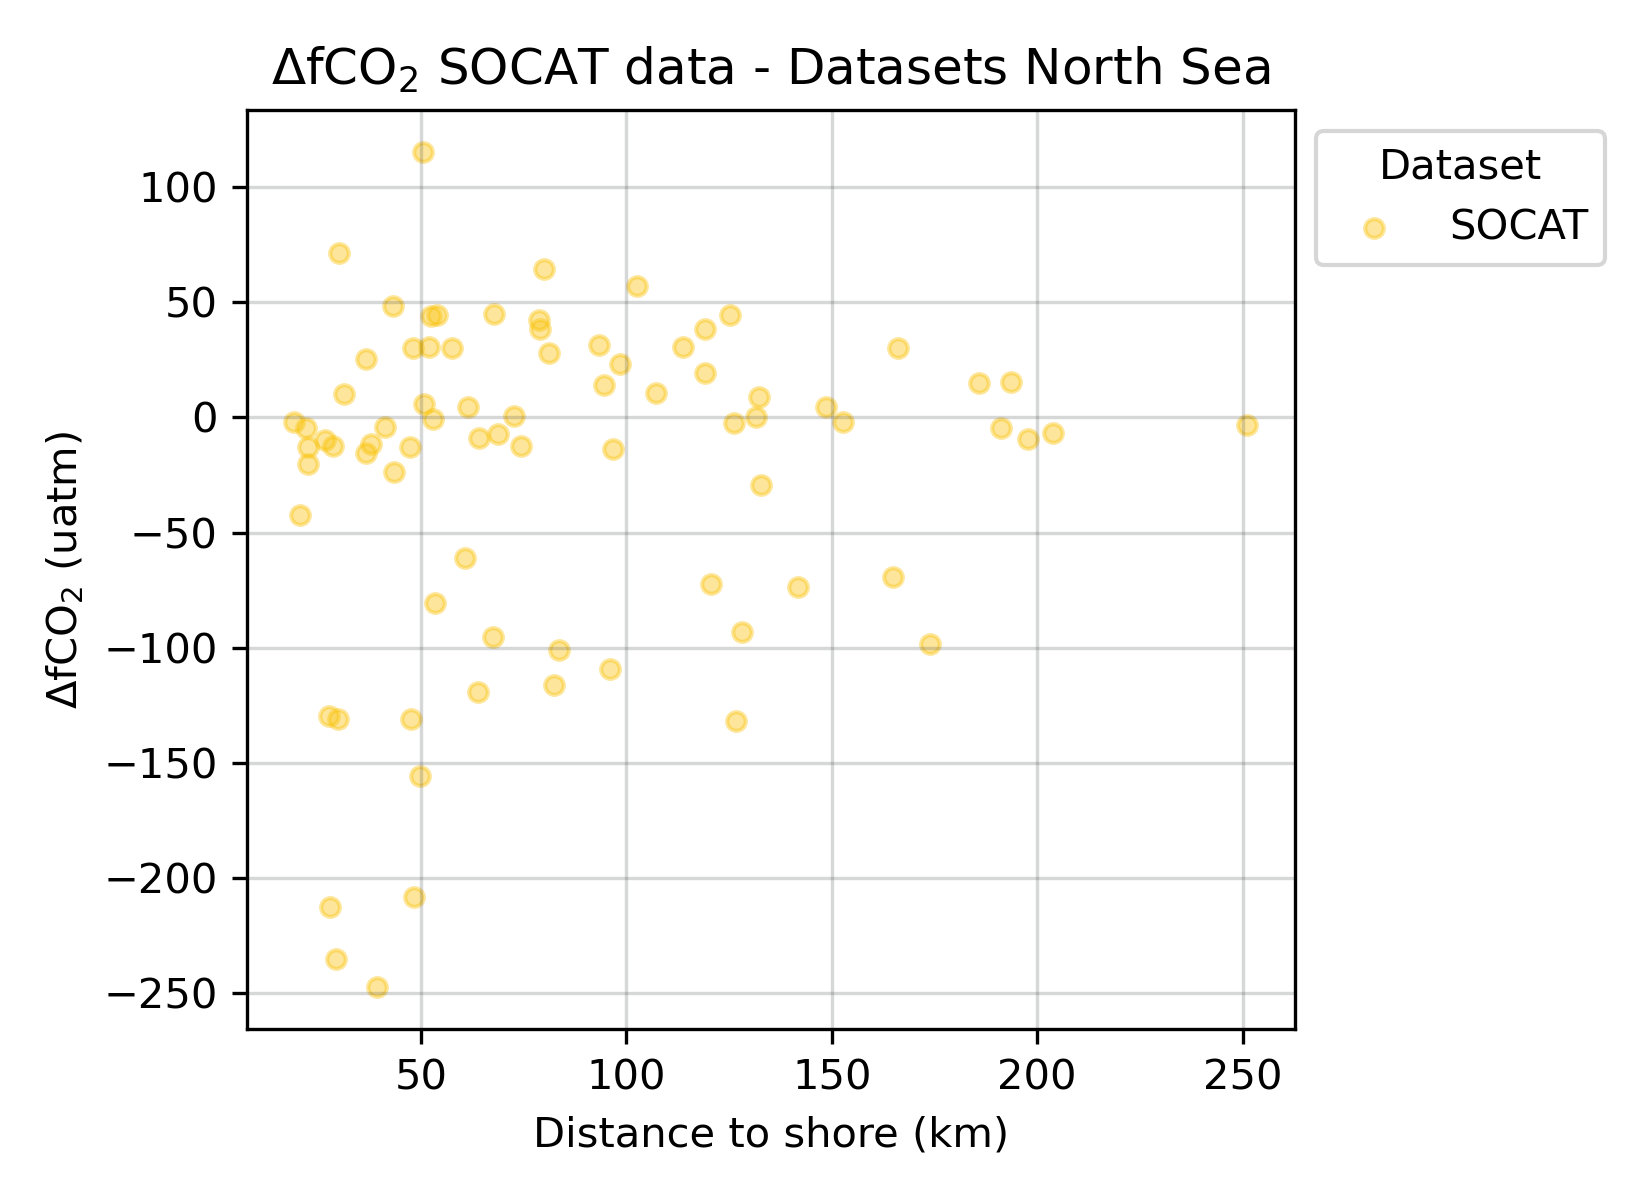 ΔfCO₂ SOCAT data - Datasets North Sea
Dataset
SOCAT
100
50
0
−50
−100
−150
−200
−250
ΔfCO₂ (uatm)
50 100 150 200 250
Distance to shore (km)